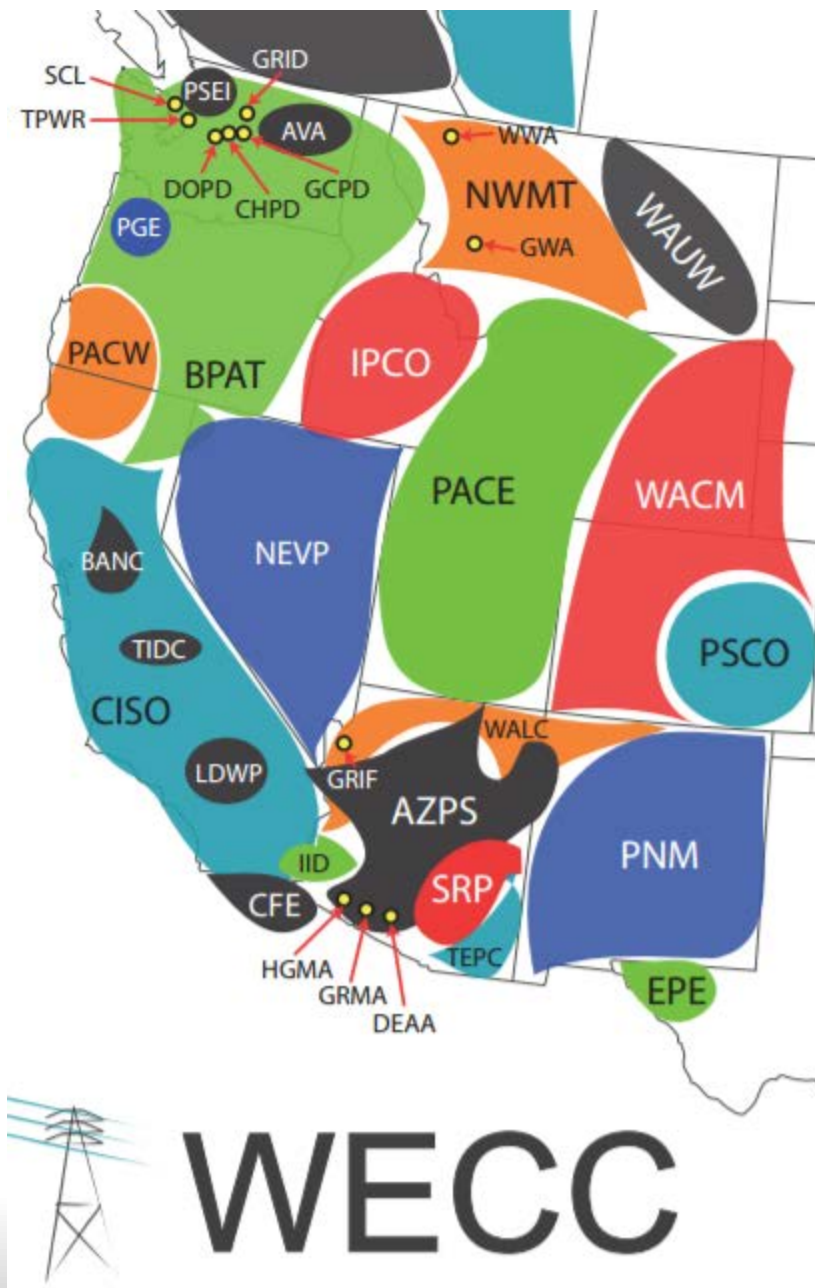 GRID
SCL
PSEI
TPWR
AVA
WWA
DOPD
CHPD
GCPD
NWMT
WAUW
PGE
GWA
PACW
BPAT
IPCO
PACE
WACM
NEVP
BANC
TIDC
PSCO
CISO
WALC
LDWP
GRIF
AZPS
PNM
IID
SRP
CFE
TEPC
HGMA
GRMA
DEAA
EPE
WECC